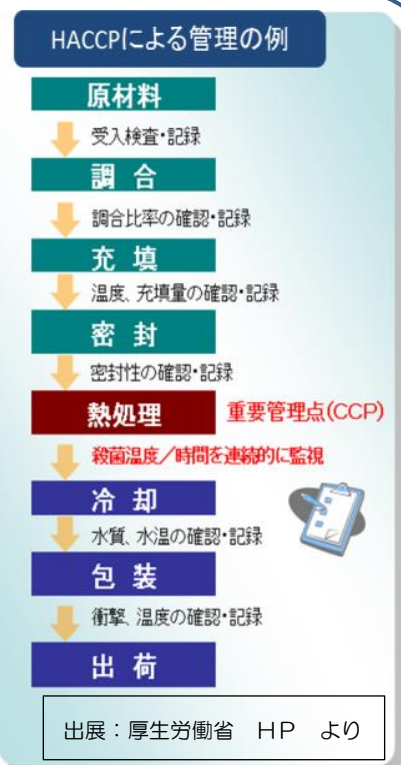 HACCPによる管理の例
原材料
受入検査・記録
調 合
調合比率の確認・記録
充 填
温度、充填量の確認・記録
密 封
密封性の確認・記録
熱処理 重要管理点(CCP)
殺菌温度／時間を連続的に監視
冷 却
水質、水温の確認・記録
包 装
衝撃、温度の確認・記録
出 荷
出展：厚生労働省　ＨＰ　より